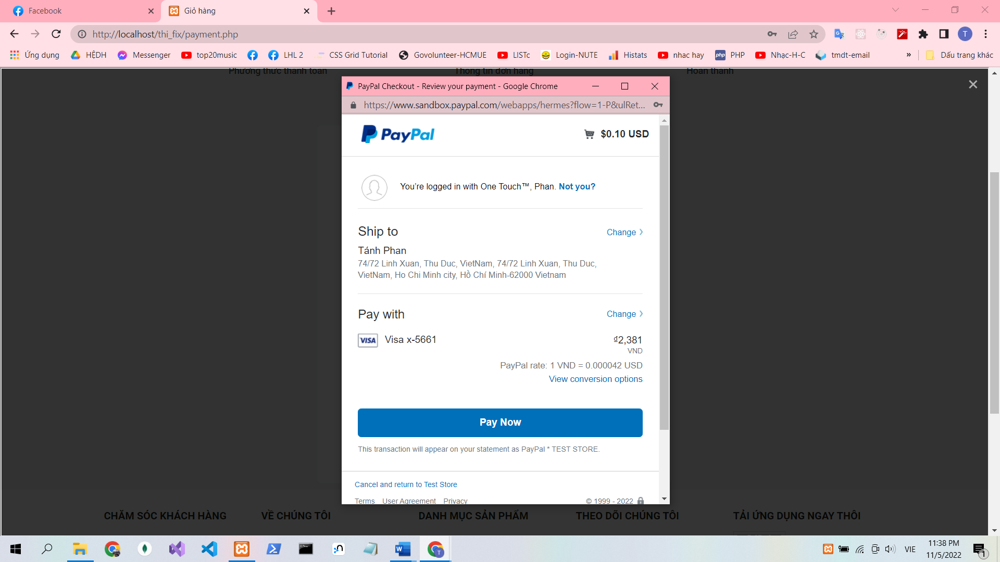 Facebook
Giỏ hàng
http://localhost/thi_fix/payment.php
T
Ứng dụng
HỆDH
Messenger
top20music
LHL 2
CSS Grid Tutorial
Govolunteer-HCMUE
LISTc
Login-NUTE
Histats
nhac hay
php
PHP
Nhạc-H-C
tmdt-email
»
Dấu trang khác
Phương thức thanh toán
Thông tin đơn hàng
Hoàn thành
PayPal Checkout - Review your payment - Google Chrome
https://www.sandbox.paypal.com/webapps/hermes?flow=1-P&ulRet...
PayPal
$0.10 USD
You’re logged in with One Touch™, Phan. Not you?
Ship to
Change
Tánh Phan
74/72 Linh Xuan, Thu Duc, VietNam, 74/72 Linh Xuan, Thu Duc,
VietNam, Ho Chi Minh city, Hồ Chí Minh-62000 Vietnam
Pay with
Change
VISA
Visa x-5661
₫2,381
VND
PayPal rate: 1 VND = 0.000042 USD
View conversion options
Pay Now
This transaction will appear on your statement as PayPal * TEST STORE.
Cancel and return to Test Store
Terms User Agreement Privacy
© 1999 - 2022
CHĂM SÓC KHÁCH HÀNG
VỀ CHÚNG TÔI
DANH MỤC SẢN PHẨM
THEO DÕI CHÚNG TÔI
TẢI ỨNG DỤNG NGAY THÔI
VIE
11:38 PM
11/5/2022
1